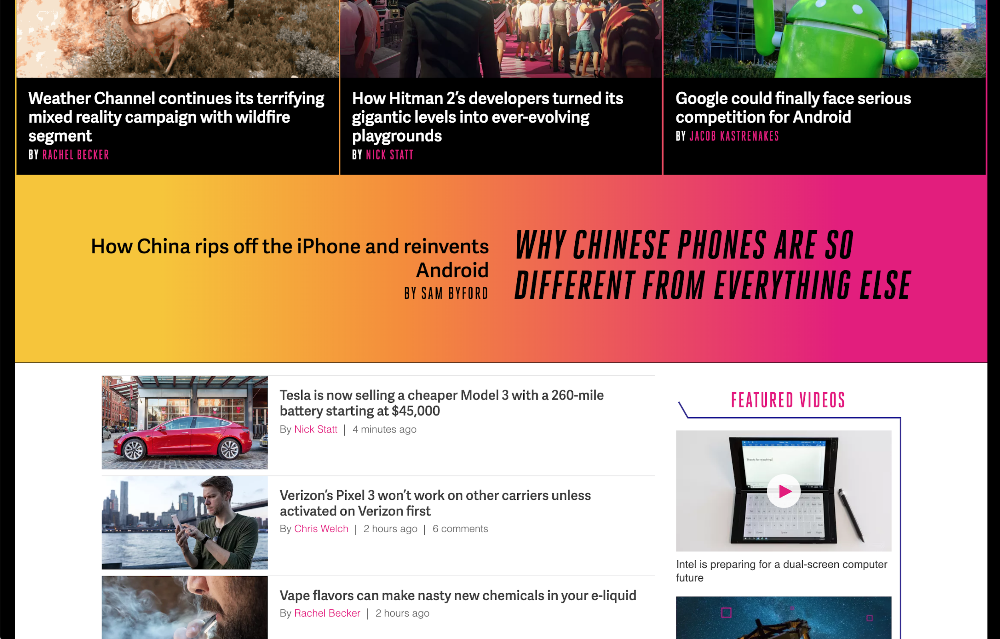 Weather Channel continues its terrifying
mixed reality campaign with wildfire
segment
BY RACHEL BECKER
How Hitman 2’s developers turned its
gigantic levels into ever-evolving
playgrounds
BY NICK STATT
Google could finally face serious
competition for Android
BY JACOB KASTRENAKES
How China rips off the iPhone and reinvents
Android
BY SAM BYFORD
WHY CHINESE PHONES ARE SO
DIFFERENT FROM EVERYTHING ELSE
Tesla is now selling a cheaper Model 3 with a 260-mile
battery starting at $45,000
By Nick Statt | 4 minutes ago
Verizon’s Pixel 3 won’t work on other carriers unless
activated on Verizon first
By Chris Welch | 2 hours ago | 6 comments
Vape flavors can make nasty new chemicals in your e-liquid
By Rachel Becker | 2 hours ago
FEATURED VIDEOS
Thanks for watching!
Intel is preparing for a dual-screen computer
future